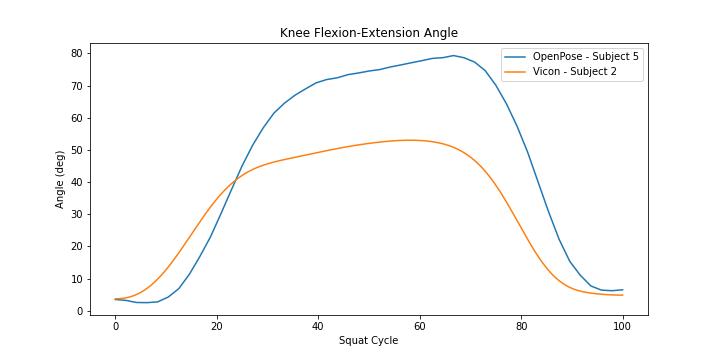 Knee Flexion-Extension Angle
OpenPose - Subject 5
Vicon - Subject 2
Angle (deg)
80
70
60
50
40
30
20
10
0
0 20 40 60 80 100
Squat Cycle